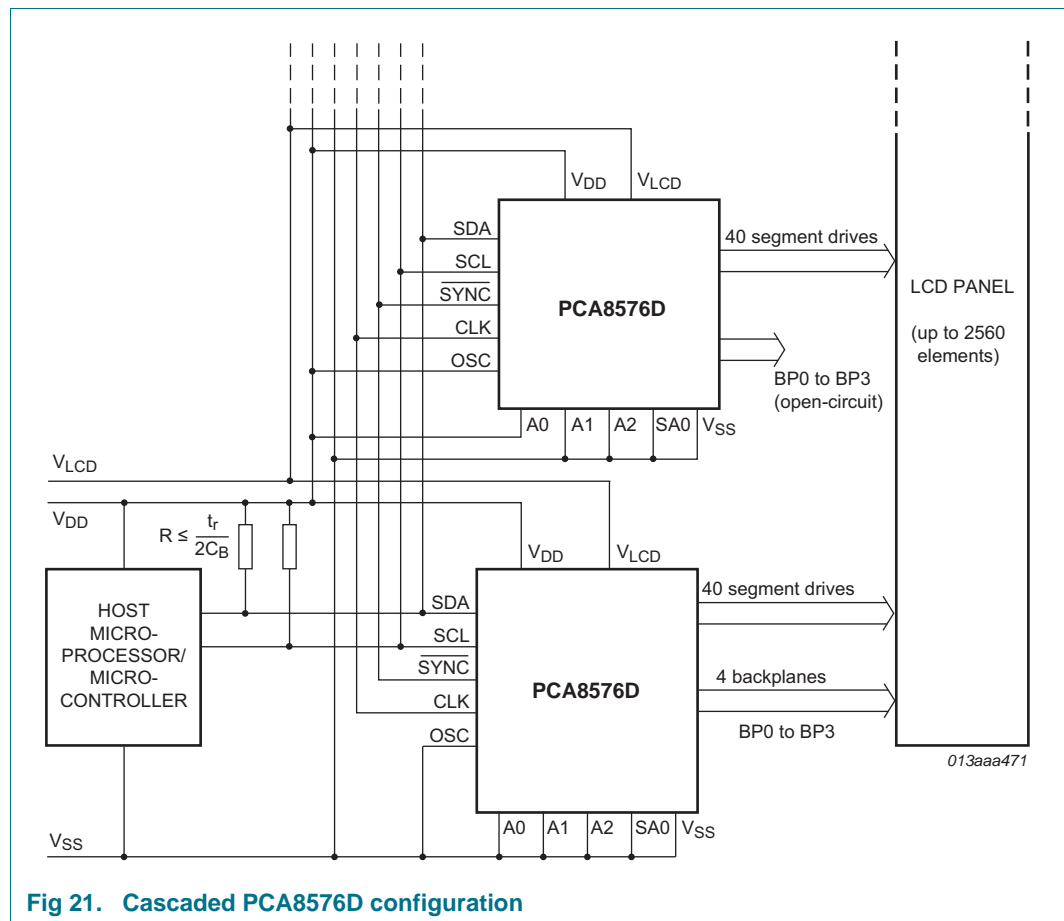 VDD
VLCD
SDA
SCL
SYNC
CLK
OSC
PCA8576D
40 segment drives
BP0 to BP3
(open-circuit)
A0 A1 A2 SA0 VSS
LCD PANEL
(up to 2560
elements)
VLCD
VDD
R ≤ tr
2CB
HOST
MICRO-
PROCESSOR/
MICRO-
CONTROLLER
VDD
VLCD
SDA
SCL
SYNC
CLK
OSC
PCA8576D
40 segment drives
4 backplanes
BP0 to BP3
A0 A1 A2 SA0 VSS
VSS
013aaa471
Fig 21. Cascaded PCA8576D configuration